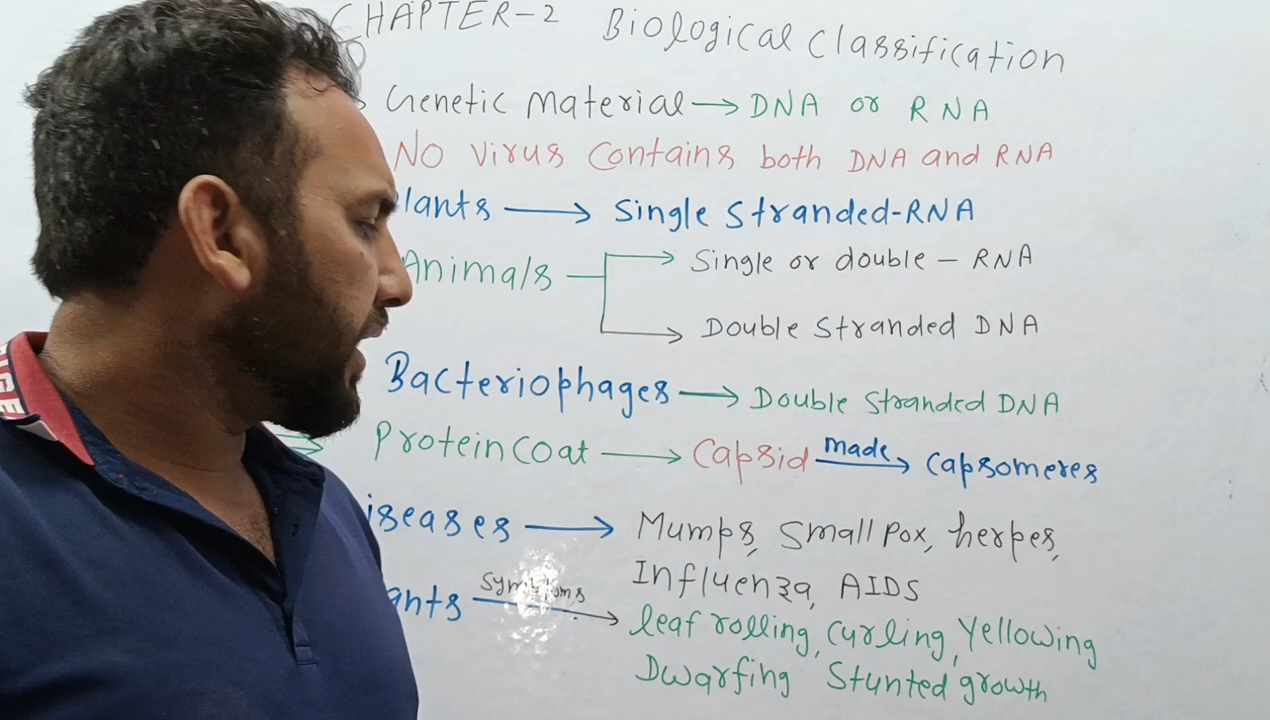 CHAPTER-2 Biological Classification
Genetic Material → DNA or RNA
No virus contains both DNA and RNA
lants → Single Stranded-RNA
Animals → Single or double - RNA
→ Double Stranded DNA
Bacteriophages → Double Stranded DNA
Protein Coat → Capsid made → Capsomeres
iseases → Mumps, Small Pox, herpes,
Influenza, AIDS
ants Symptoms → leaf rolling, Curling, Yellowing
Dwarfing Stunted growth